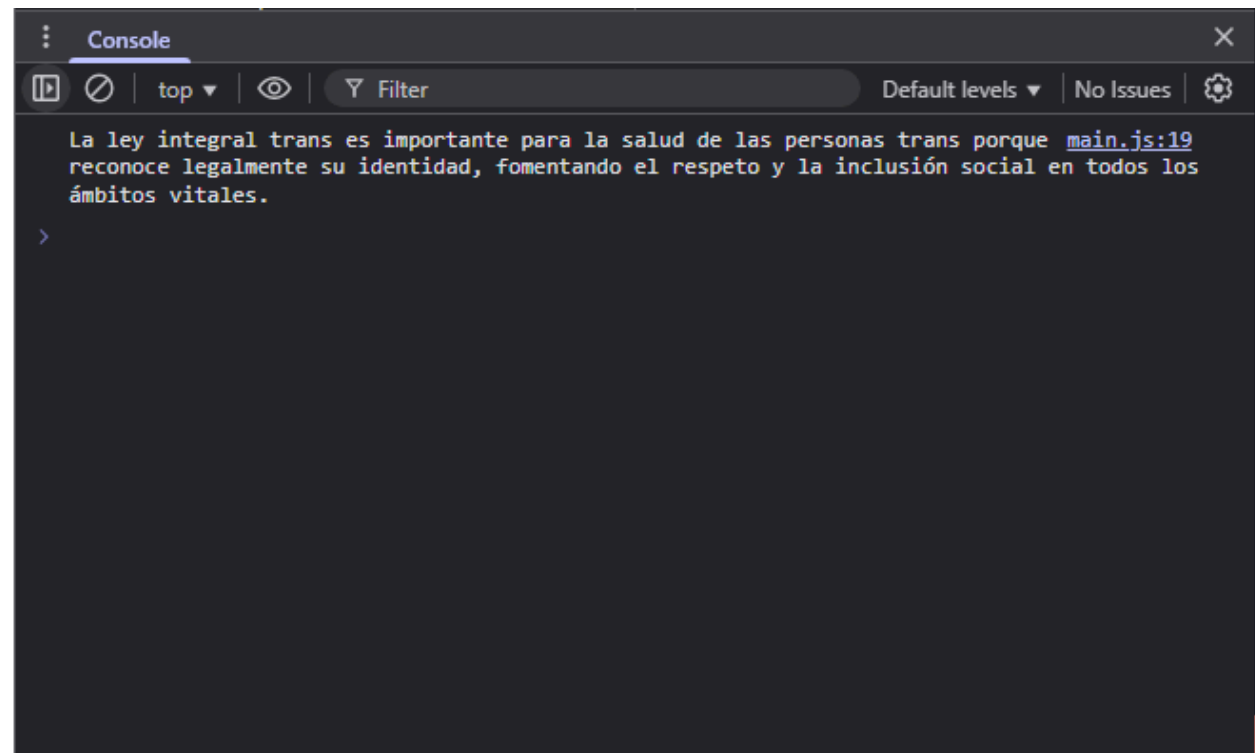 Console
top Filter Default levels No Issues
La ley integral trans es importante para la salud de las personas trans porque main.js:19
reconoce legalmente su identidad, fomentando el respeto y la inclusión social en todos los
ámbitos vitales.
>